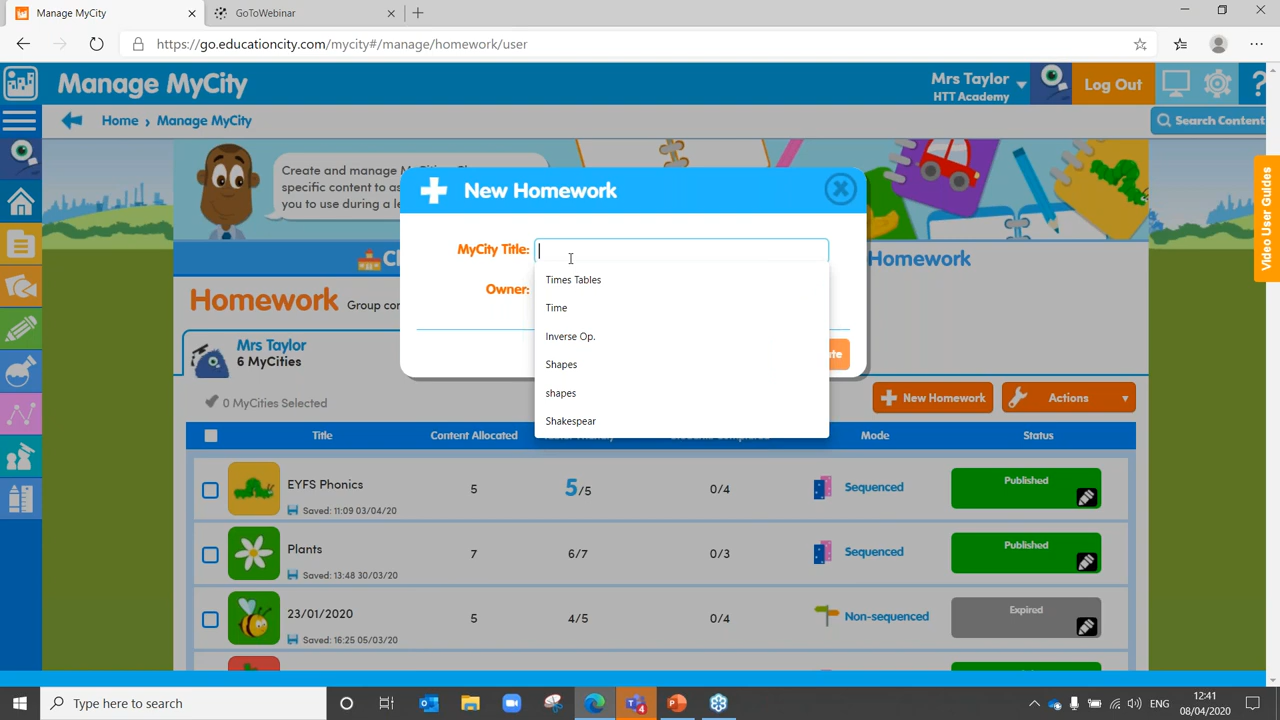 Manage MyCity
GoToWebinar
https://go.educationcity.com/mycity#/manage/homework/user
Manage MyCity
Mrs Taylor
HTT Academy
Log Out
Home › Manage MyCity
Search Content
Create and manage MyCities. Ch
specific content to as
you to use during a le
Video User Guides
New Homework
MyCity Title:
Owner:
Times Tables
Time
Inverse Op.
Shapes
shapes
Shakespear
Cl
Homework
Homework
Group con
Mrs Taylor
6 MyCities
0 MyCities Selected
New Homework
Actions
Title
Content Allocated
Mode
Status
EYFS Phonics
Saved: 11:09 03/04/20
5
5/5
0/4
Sequenced
Published
Plants
Saved: 13:48 30/03/20
7
6/7
0/3
Sequenced
Published
23/01/2020
Saved: 16:25 05/03/20
5
4/5
0/4
Non-sequenced
Expired
Type here to search
4
ENG
12:41
08/04/2020